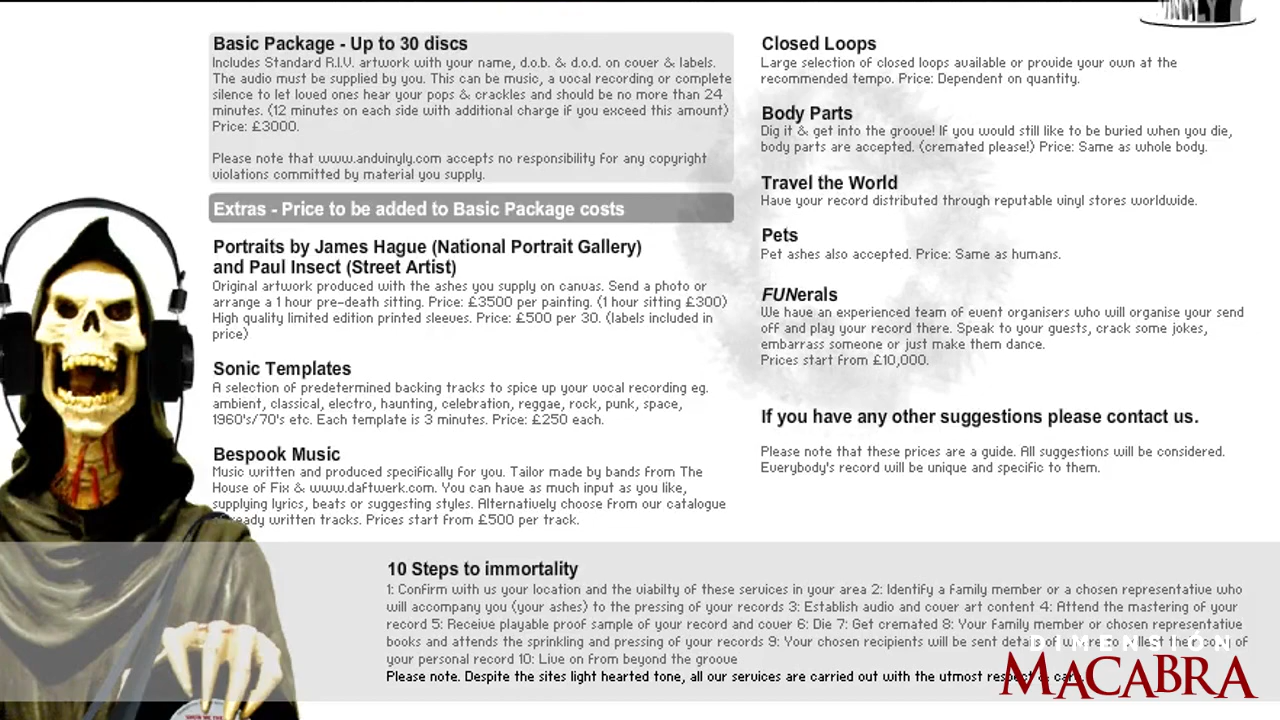 VINYLY
Basic Package - Up to 30 discs
Includes Standard R.I.V. artwork with your name, d.o.b. & d.o.d. on cover & labels.
The audio must be supplied by you. This can be music, a vocal recording or complete
silence to let loved ones hear your pops & crackles and should be no more than 24
minutes. (12 minutes on each side with additional charge if you exceed this amount)
Price: £3000.
Please note that www.andvinyly.com accepts no responsibility for any copyright
violations committed by material you supply.
Extras - Price to be added to Basic Package costs
Portraits by James Hague (National Portrait Gallery)
and Paul Insect (Street Artist)
Original artwork produced with the ashes you supply on canvas. Send a photo or
arrange a 1 hour pre-death sitting. Price: £3500 per painting. (1 hour sitting £300)
High quality limited edition printed sleeves. Price: £500 per 30. (labels included in
price)
Sonic Templates
A selection of predetermined backing tracks to spice up your vocal recording eg.
ambient, classical, electro, haunting, celebration, reggae, rock, punk, space,
1960's/70's etc. Each template is 3 minutes. Price: £250 each.
Bespook Music
Music written and produced specifically for you. Tailor made by bands from The
House of Fix & www.daftwerk.com. You can have as much input as you like,
supplying lyrics, beats or suggesting styles. Alternatively choose from our catalogue
ready written tracks. Prices start from £500 per track.
Closed Loops
Large selection of closed loops available or provide your own at the
recommended tempo. Price: Dependent on quantity.
Body Parts
Dig it & get into the groove! If you would still like to be buried when you die,
body parts are accepted. (cremated please!) Price: Same as whole body.
Travel the World
Have your record distributed through reputable vinyl stores worldwide.
Pets
Pet ashes also accepted. Price: Same as humans.
FUNerals
We have an experienced team of event organisers who will organise your send
off and play your record there. Speak to your guests, crack some jokes,
embarrass someone or just make them dance.
Prices start from £10,000.
If you have any other suggestions please contact us.
Please note that these prices are a guide. All suggestions will be considered.
Everybody's record will be unique and specific to them.
10 Steps to immortality
1: Confirm with us your location and the viabilty of these services in your area 2: Identify a family member or a chosen representative who
will accompany you (your ashes) to the pressing of your records 3: Establish audio and cover art content 4: Attend the mastering of your
record 5: Receive playable proof sample of your record and cover 6: Die 7: Get cremated 8: Your family member or chosen representative
books and attends the sprinkling and pressing of your records 9: Your chosen recipients will be sent details of where to collect their copy of
your personal record 10: Live on from beyond the groove
Please note. Despite the sites light hearted tone, all our services are carried out with the utmost respect & care.
DIMENSIÓN
MACABRA
SHOW ME THE